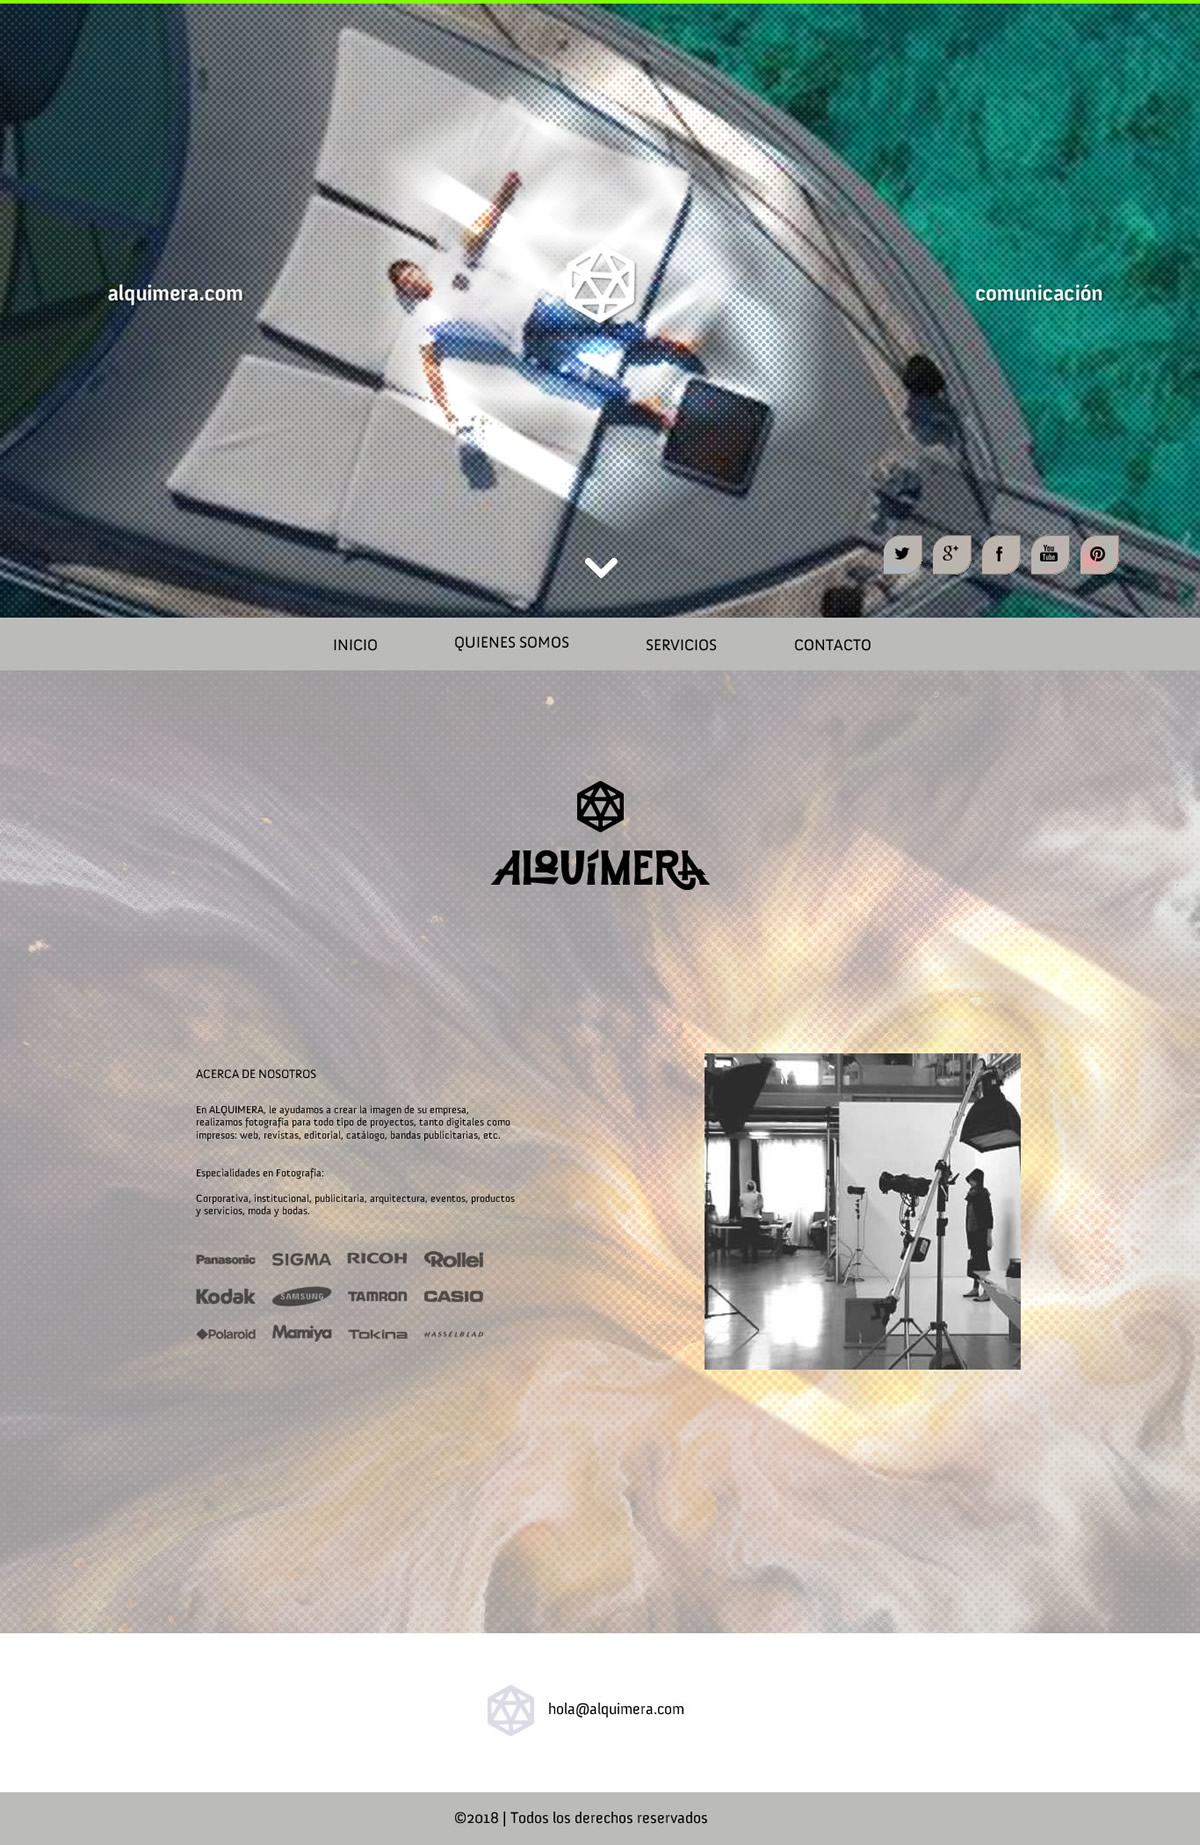 alquimera.com
comunicación
You
Tube
INICIO
QUIENES SOMOS
SERVICIOS
CONTACTO
ALQUÍMERA
ACERCA DE NOSOTROS
En ALQUIMERA, le ayudamos a crear la imagen de su empresa,
realizamos fotografía para todo tipo de proyectos, tanto digitales como
impresos: web, revistas, editorial, catálogo, bandas publicitarias, etc.
Especialidades en Fotografía:
Corporativa, institucional, publicitaria, arquitectura, eventos, productos
y servicios, moda y bodas.
Panasonic SIGMA RICOH Rollei
Kodak SAMSUNG TAMRON CASIO
Polaroid Mamiya Tokina HASSELBLAD
hola@alquimera.com
©2018 | Todos los derechos reservados